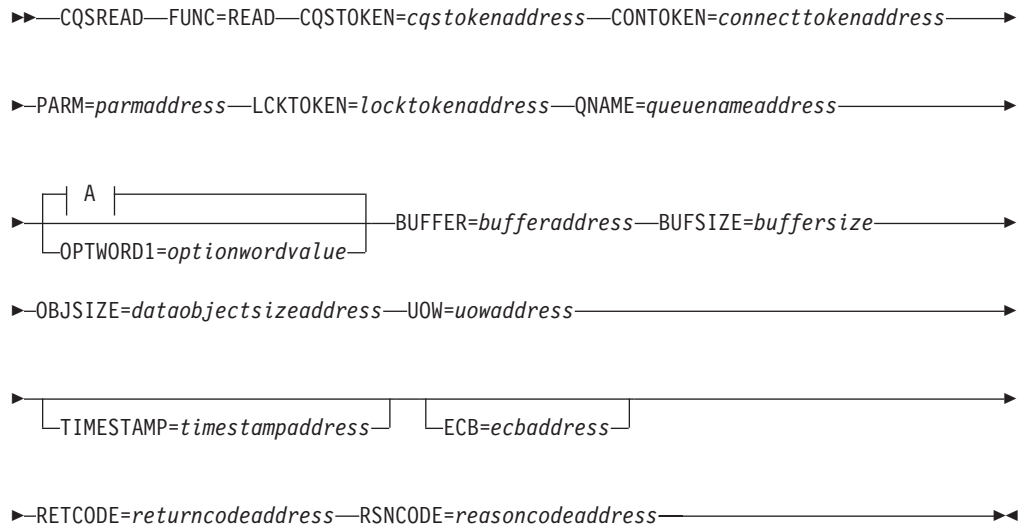 CQSREAD FUNC=READ CQSTOKEN=cqstokenaddress CONTOKEN=connecttokenaddress
PARM=parmaddress LCKTOKEN=locktokenaddress QNAME=queuenameaddress
A
BUFFER=bufferaddress BUFSIZE=buffersize
OPTWORD1=optionwordvalue
OBJSIZE=dataobjectsizeaddress UOW=uowaddress
TIMESTAMP=timestampaddress ECB=ecbaddress
RETCODE=returncodeaddress RSNCODE=reasoncodeaddress